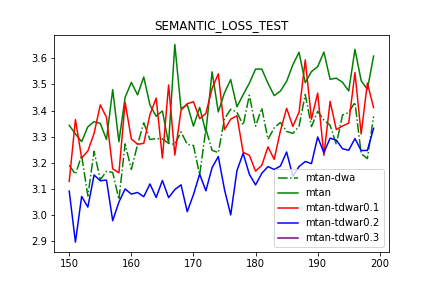 SEMANTIC_LOSS_TEST
3.6
3.5
3.4
3.3
3.2
3.1
3.0
2.9
mtan-dwa
mtan
mtan-tdwar0.1
mtan-tdwar0.2
mtan-tdwar0.3
150 160 170 180 190 200